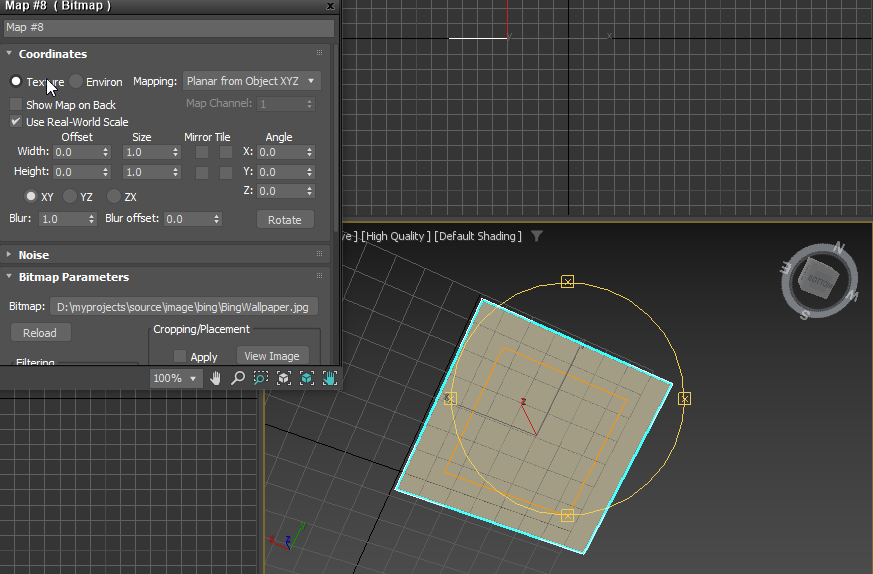 Map #8 ( Bitmap ) x
Map #8
Coordinates
Texture Environ Mapping: Planar from Object XYZ
Show Map on Back Map Channel: 1
Use Real-World Scale
Offset Size Mirror Tile Angle
Width: 0.0 1.0 X: 0.0
Height: 0.0 1.0 Y: 0.0
Z: 0.0
XY YZ ZX
Blur: 1.0 Blur offset: 0.0 Rotate
Noise
Bitmap Parameters
Bitmap: D:\myprojects\source\image\bing\BingWallpaper.jpg
Reload Cropping/Placement
Apply View Image
Filtering
100%
y x
ve ] [High Quality ] [Default Shading ]
N
E W
S
BOTTOM
z
x z y